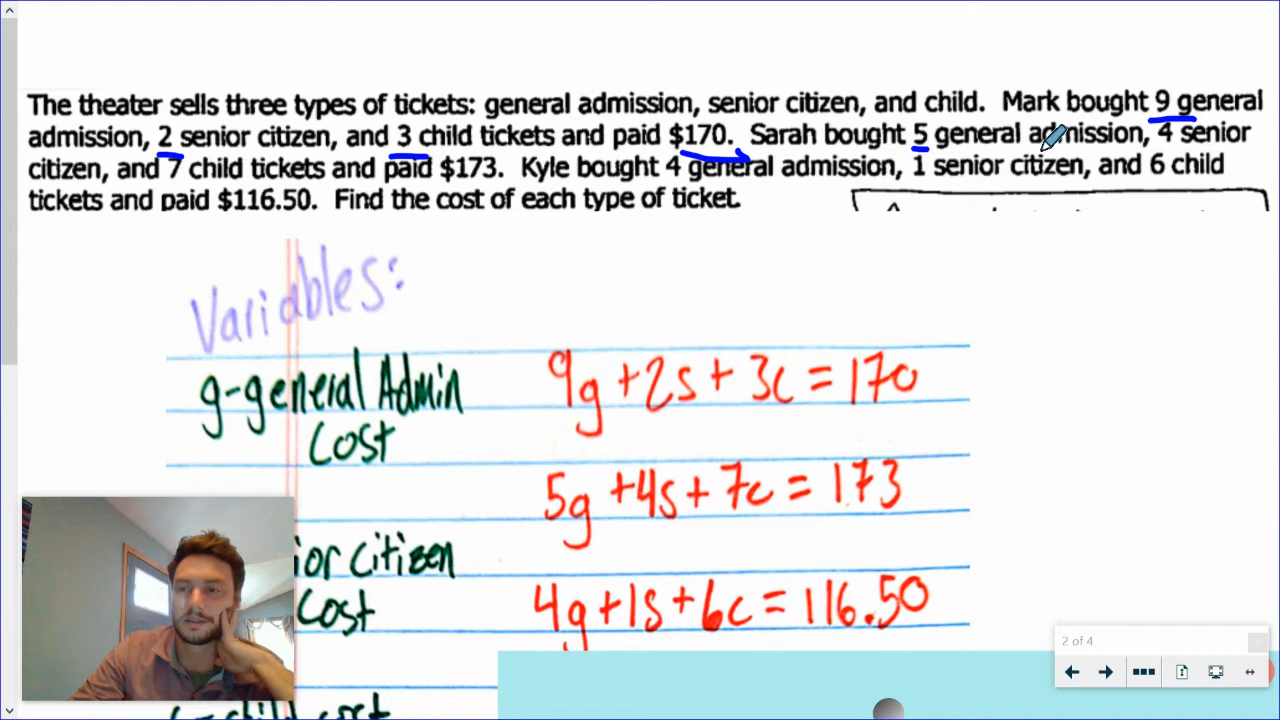 The theater sells three types of tickets: general admission, senior citizen, and child. Mark bought 9 general
admission, 2 senior citizen, and 3 child tickets and paid $170. Sarah bought 5 general admission, 4 senior
citizen, and 7 child tickets and paid $173. Kyle bought 4 general admission, 1 senior citizen, and 6 child
tickets and paid $116.50. Find the cost of each type of ticket.
Variables:
g-general Admin
Cost
9g+2s+3c=170
5g+4s+7c=173
ior citizen
Cost
4g+1s+6c=116.50
child cost
2 of 4